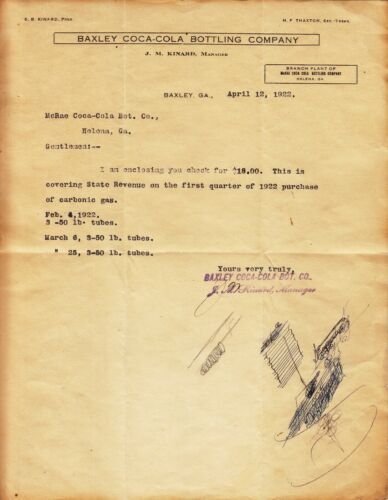 S. B. KINARD, PRES.
H. F. THAXTON, SEC.-TREAS.
BAXLEY COCA-COLA BOTTLING COMPANY
J. M. KINARD, MANAGER
BRANCH PLANT OF
McRAE COCA COLA BOTTLING COMPANY
HELENA, GA.
BAXLEY, GA., April 12, 1922.
McRae Coca-Cola Bot. Co.,
Helena, Ga.
Gentlemen:--
I am enclosing you check for $18.00. This is
covering State Revenue on the first quarter of 1922 purchase
of carbonic gas.
Feb. 4,1922.
3 -50 lb. tubes.
March 6, 3-50 lb. tubes.
" 25, 3-50 lb. tubes.
Yours very truly,
BAXLEY COCA-COLA BOT. CO.
J. M. Kinard, Manager